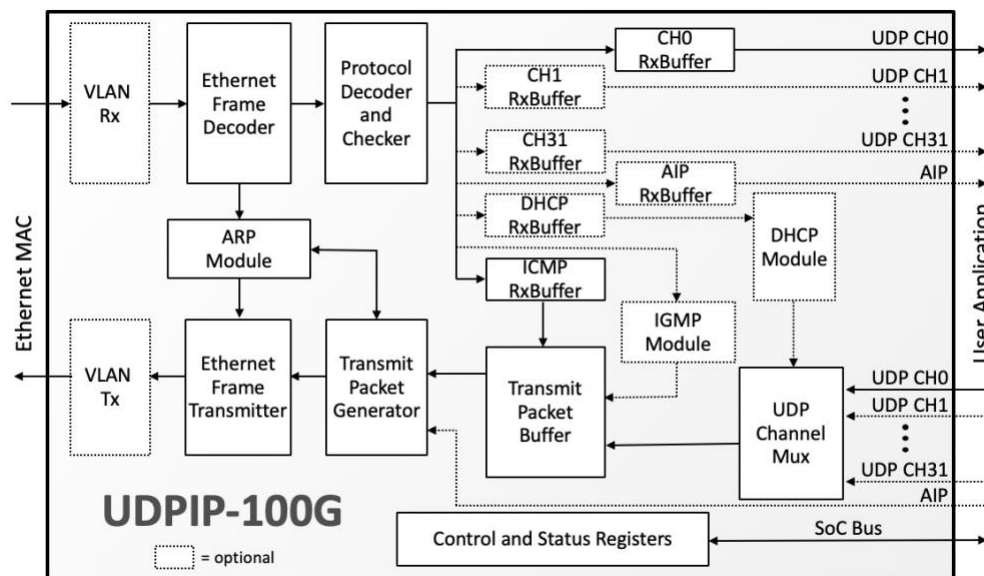 VLAN
Rx
Ethernet
Frame
Decoder
Protocol
Decoder
and
Checker
CH0
RxBuffer
UDP CH0
CH1
RxBuffer
UDP CH1
CH31
RxBuffer
UDP CH31
AIP
RxBuffer
AIP
DHCP
RxBuffer
DHCP
Module
ARP
Module
ICMP
RxBuffer
IGMP
Module
Ethernet MAC
User Application
VLAN
Tx
Ethernet
Frame
Transmitter
Transmit
Packet
Generator
Transmit
Packet
Buffer
UDP
Channel
Mux
UDP CH0
UDP CH1
UDP CH31
AIP
UDPIP-100G
= optional
Control and Status Registers
SoC Bus